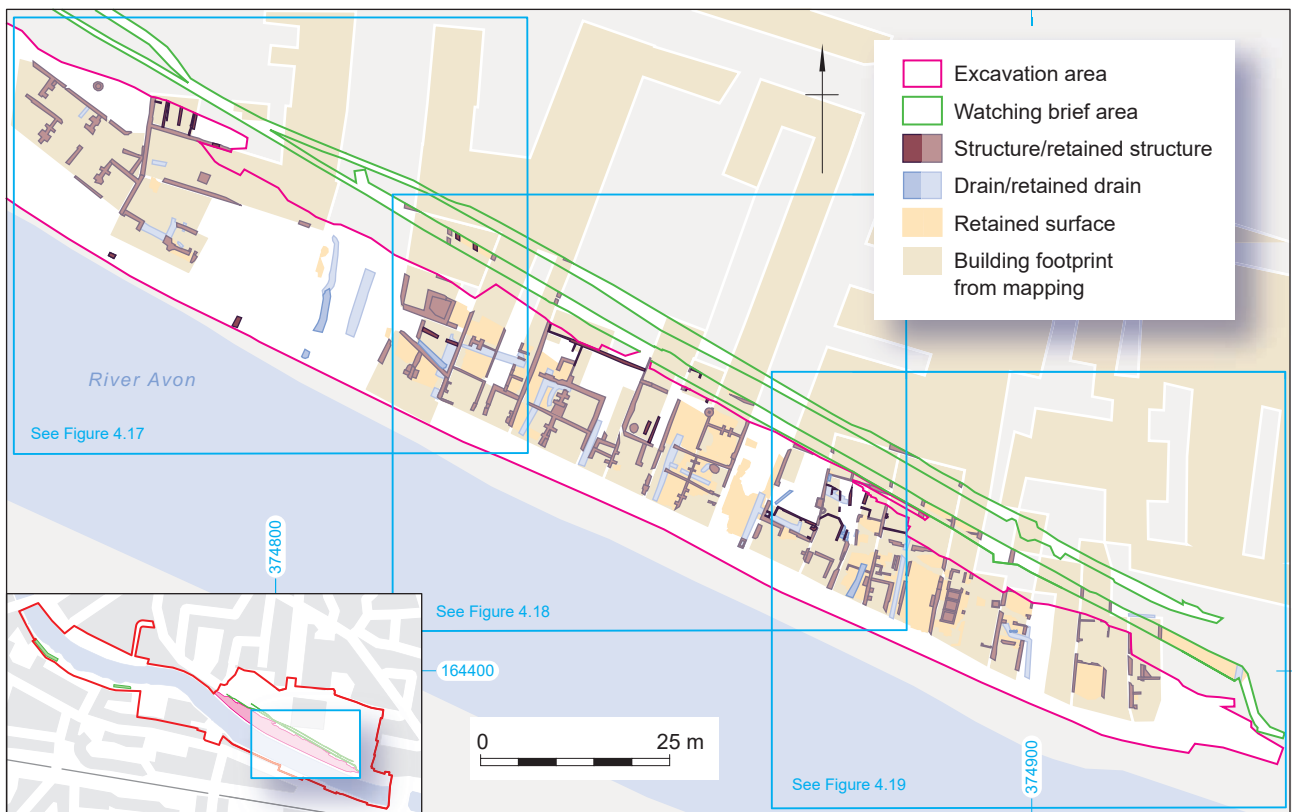 Excavation area
Watching brief area
Structure/retained structure
Drain/retained drain
Retained surface
Building footprint
from mapping
River Avon
See Figure 4.17
374800
See Figure 4.18
164400
0 25 m
See Figure 4.19
374900